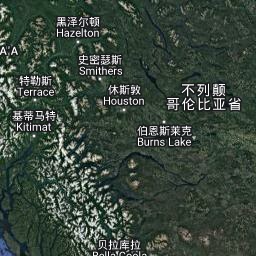 黑泽尔顿
Hazelton
A'A
史密瑟斯
Smithers
特勒斯
Terrace
休斯敦
Houston
不列颠
哥伦比亚省
基蒂马特
Kitimat
伯恩斯莱克
Burns Lake
贝拉库拉
Bella Coola